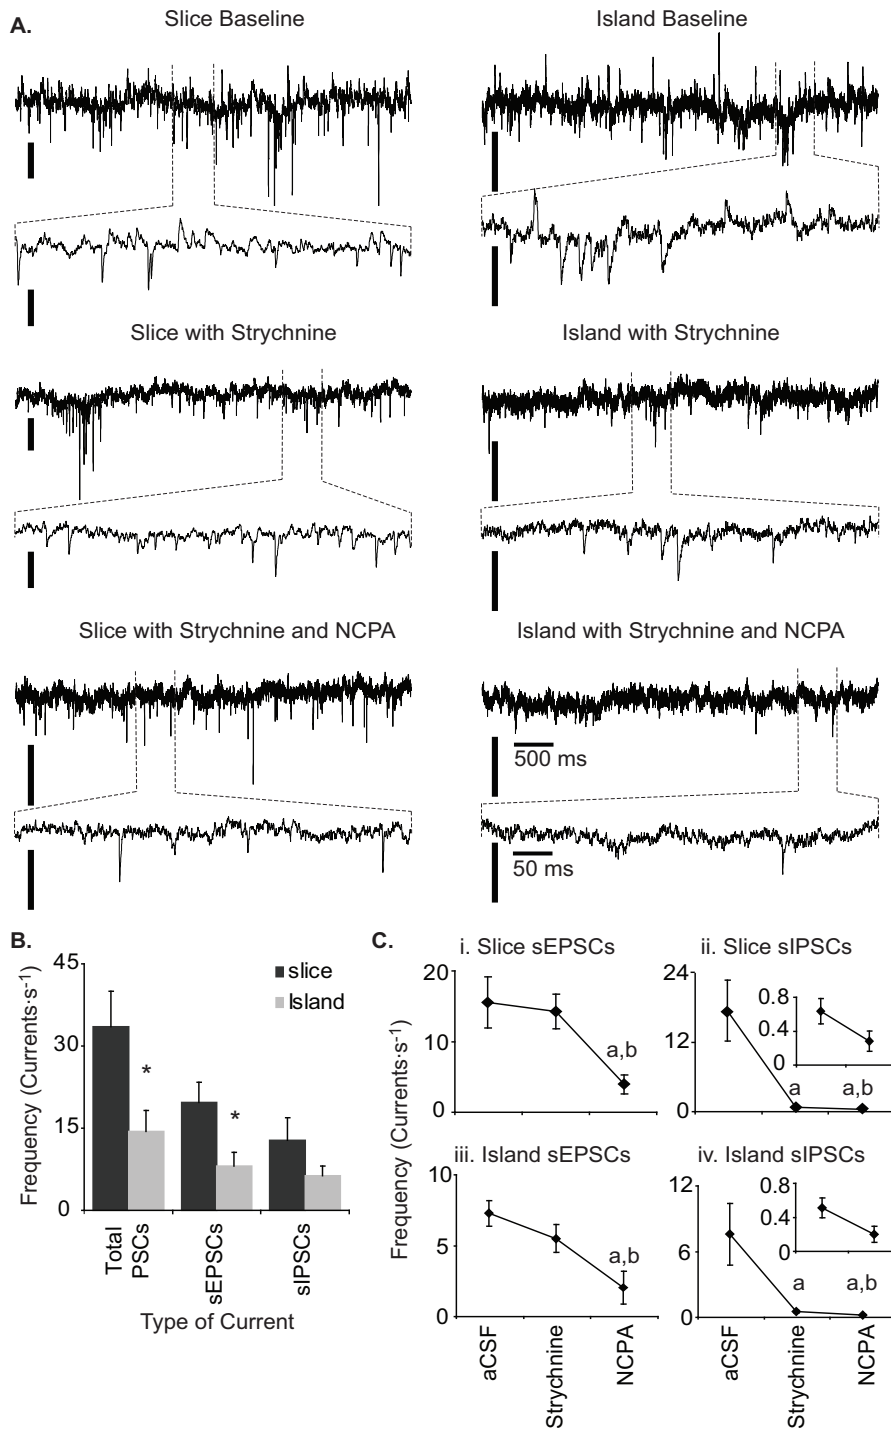 A.
Slice Baseline
Island Baseline
Slice with Strychnine
Island with Strychnine
Slice with Strychnine and NCPA
Island with Strychnine and NCPA
500 ms
50 ms
B.
Frequency (Currents·s-1)
45
30
15
0
slice
Island
*
*
Total PSCs
sEPSCs
sIPSCs
Type of Current
C.
Frequency (Currents·s-1)
i. Slice sEPSCs
20
10
0
a,b
ii. Slice sIPSCs
24
12
0
0.8
0.4
0
a
a,b
iii. Island sEPSCs
10
5
0
a,b
aCSF
Strychnine
NCPA
iv. Island sIPSCs
12
6
0
0.8
0.4
0
a
a,b
aCSF
Strychnine
NCPA